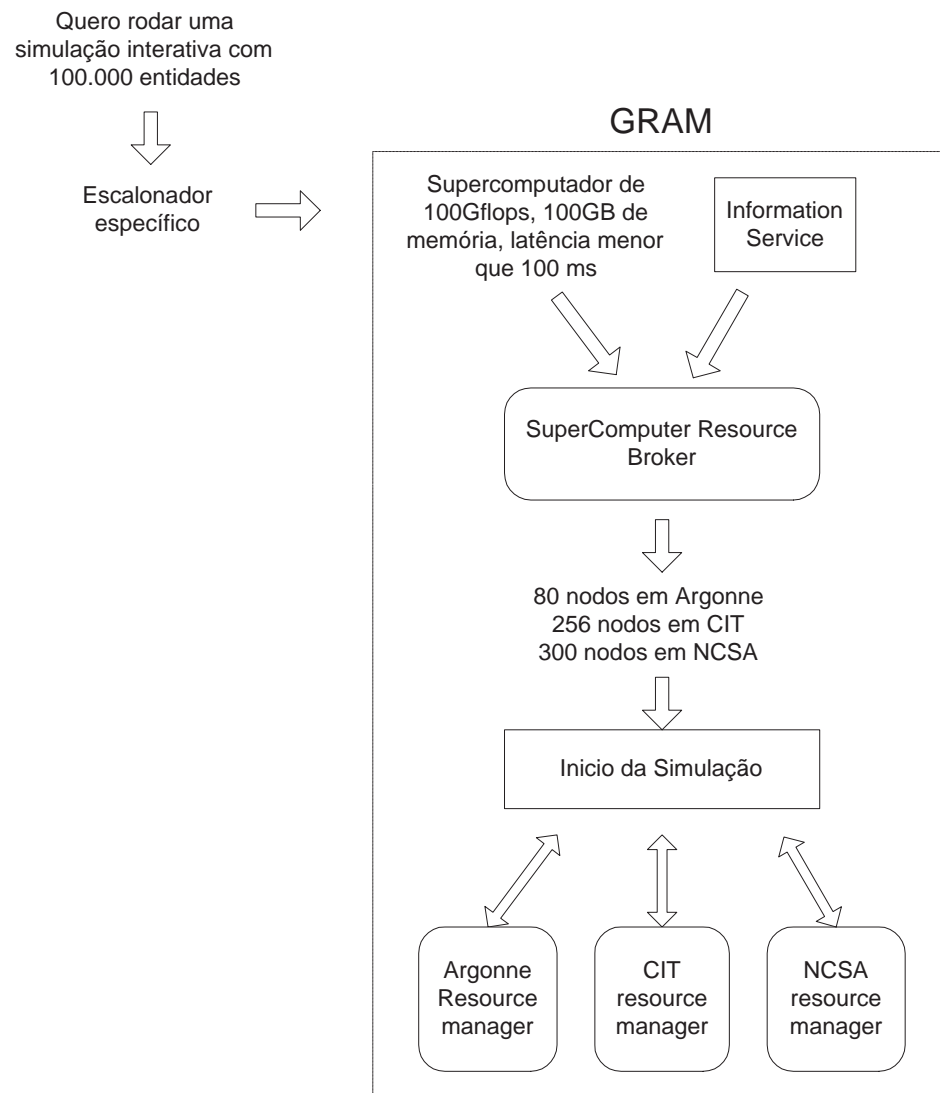 Quero rodar uma
simulação interativa com
100.000 entidades
Escalonador
específico
GRAM
Supercomputador de
100Gflops, 100GB de
memória, latência menor
que 100 ms
Information
Service
SuperComputer Resource
Broker
80 nodos em Argonne
256 nodos em CIT
300 nodos em NCSA
Inicio da Simulação
Argonne
Resource
manager
CIT
resource
manager
NCSA
resource
manager